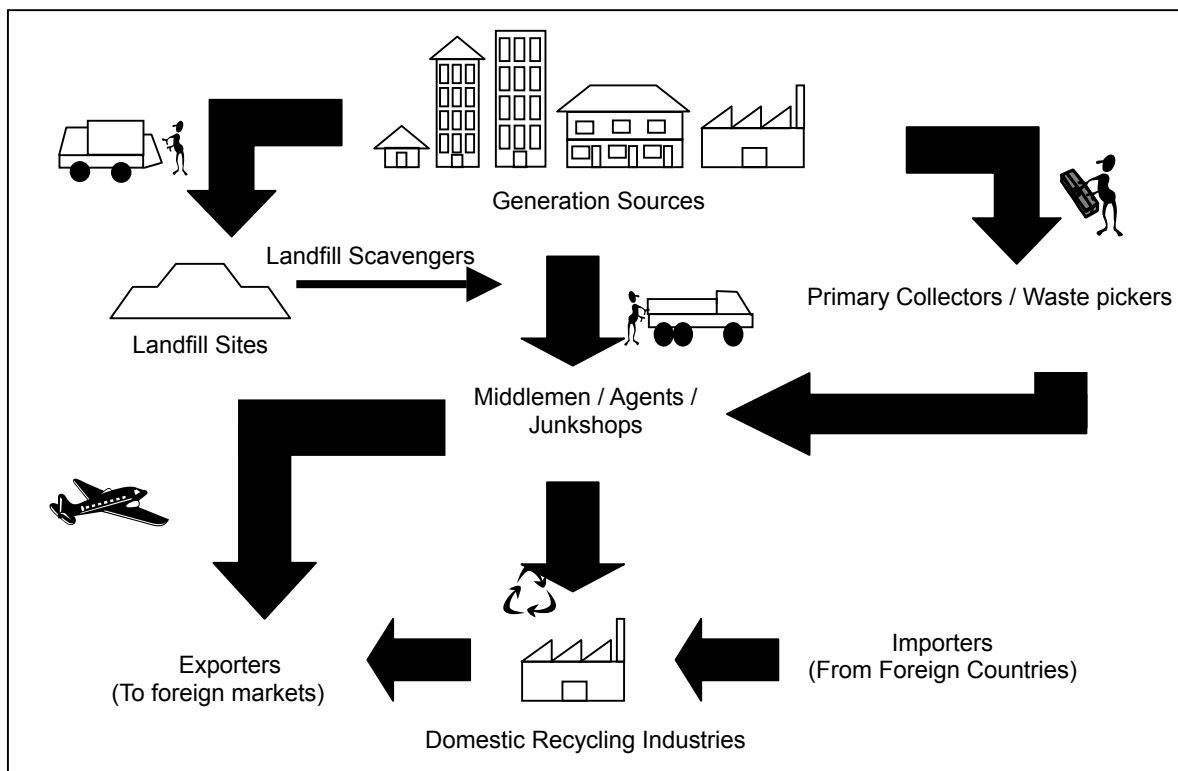 Generation Sources
Landfill Scavengers
Primary Collectors / Waste pickers
Landfill Sites
Middlemen / Agents /
Junkshops
Importers
(From Foreign Countries)
Exporters
(To foreign markets)
Domestic Recycling Industries